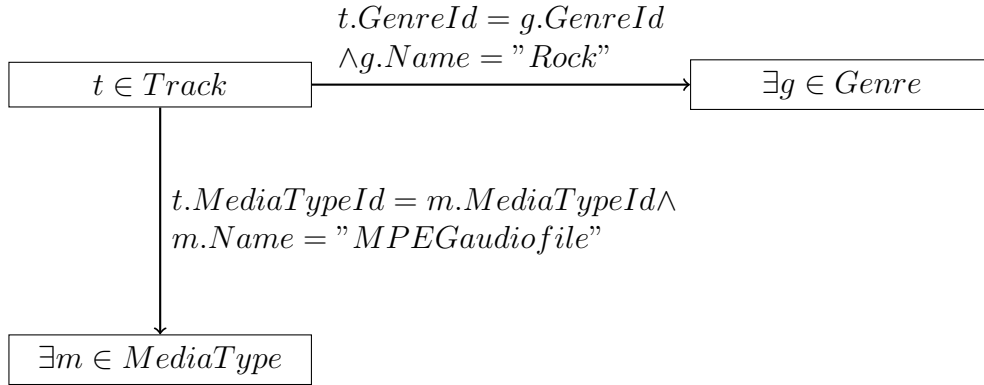 t.GenreId = g.GenreId
∧g.Name = ”Rock”
t ∈ Track
∃g ∈ Genre
t.MediaTypeId = m.MediaTypeId∧
m.Name = ”MPEGaudiofile”
∃m ∈ MediaType